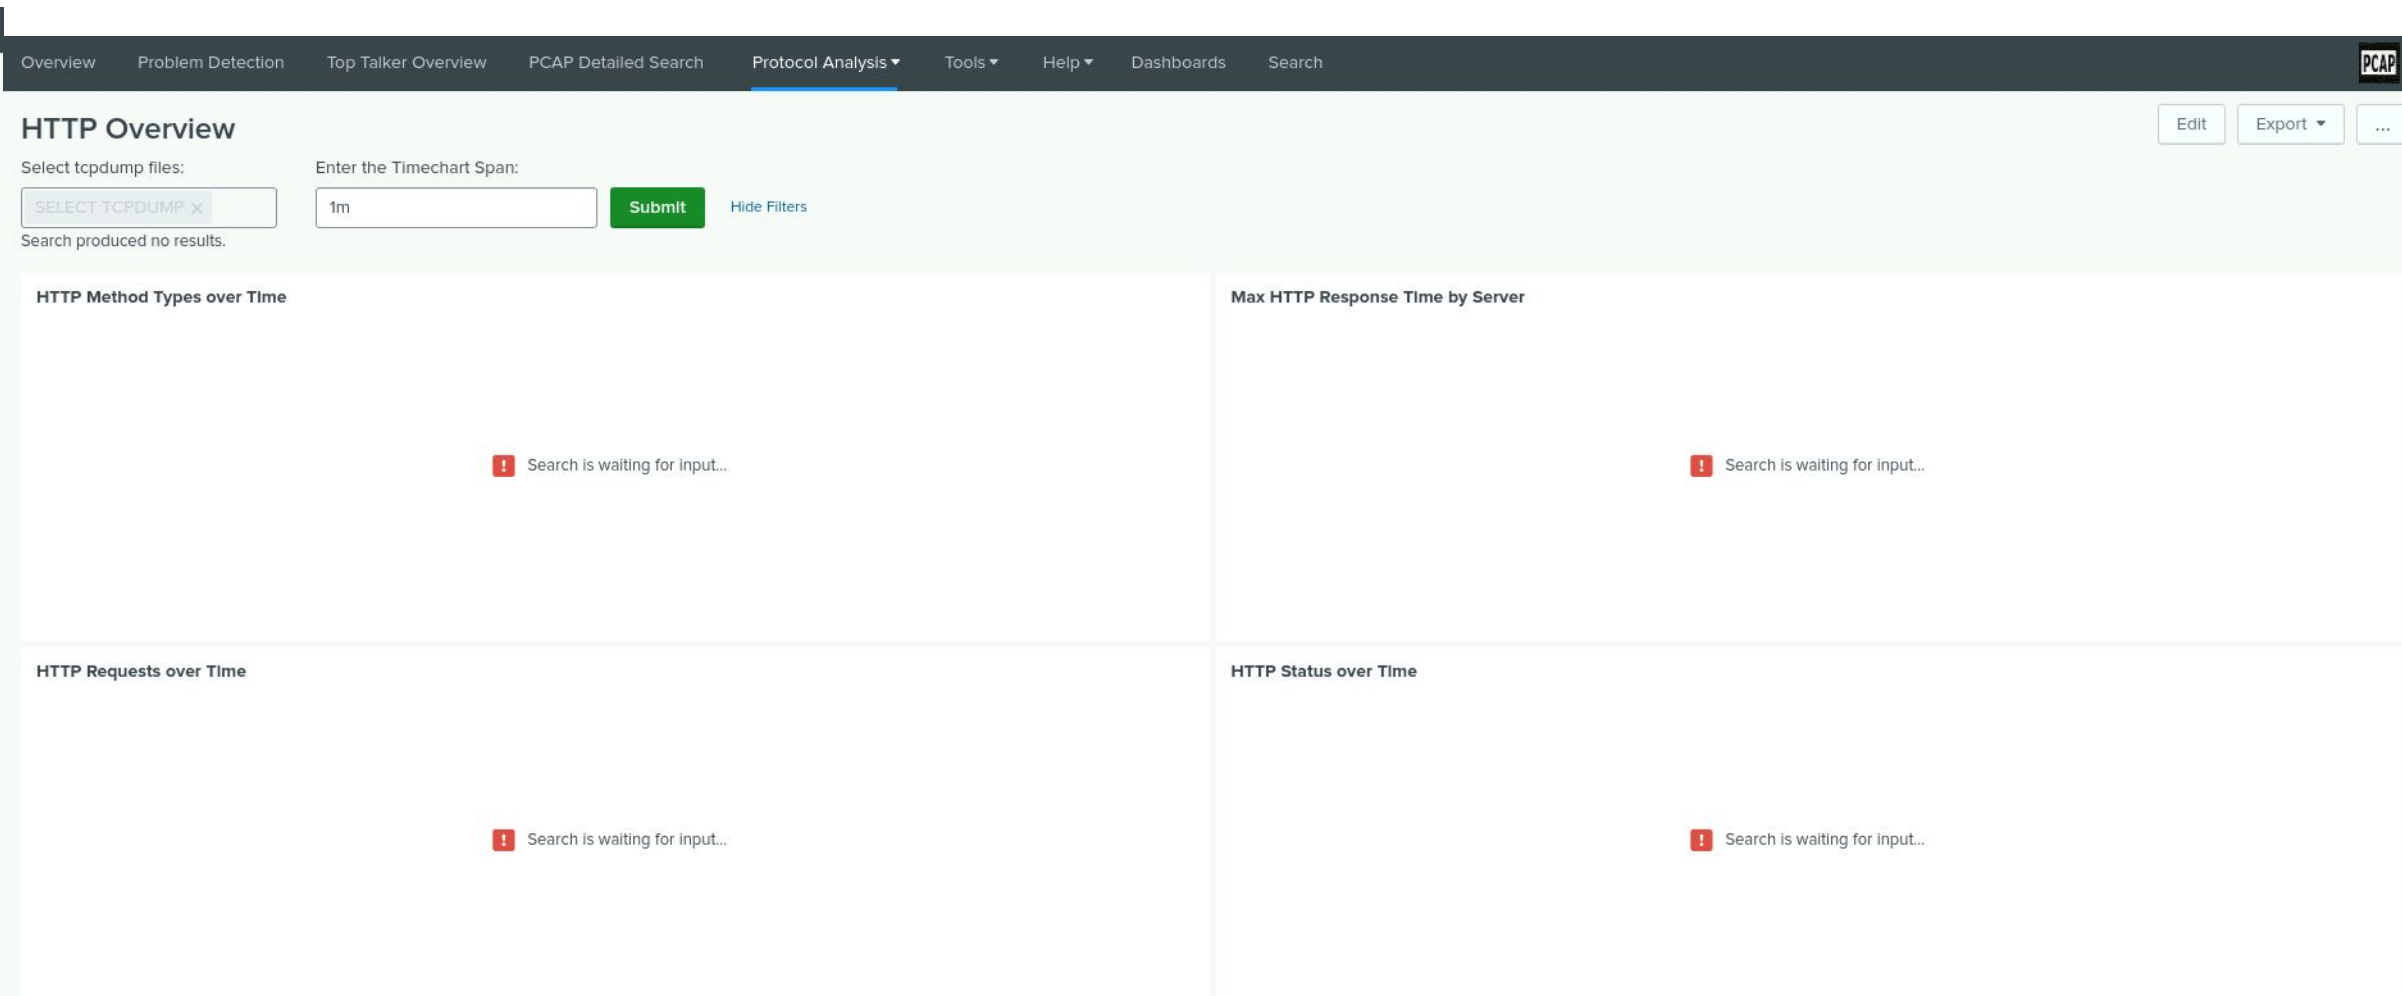 Overview Problem Detection Top Talker Overview PCAP Detailed Search Protocol Analysis Tools Help Dashboards Search PCAP
HTTP Overview
Edit Export ...
Select tcpdump files: Enter the Timechart Span:
SELECT TCPDUMP × 1m Submit Hide Filters
Search produced no results.
HTTP Method Types over Time Max HTTP Response Time by Server
! Search is waiting for input... ! Search is waiting for input...
HTTP Requests over Time HTTP Status over Time
! Search is waiting for input... ! Search is waiting for input...